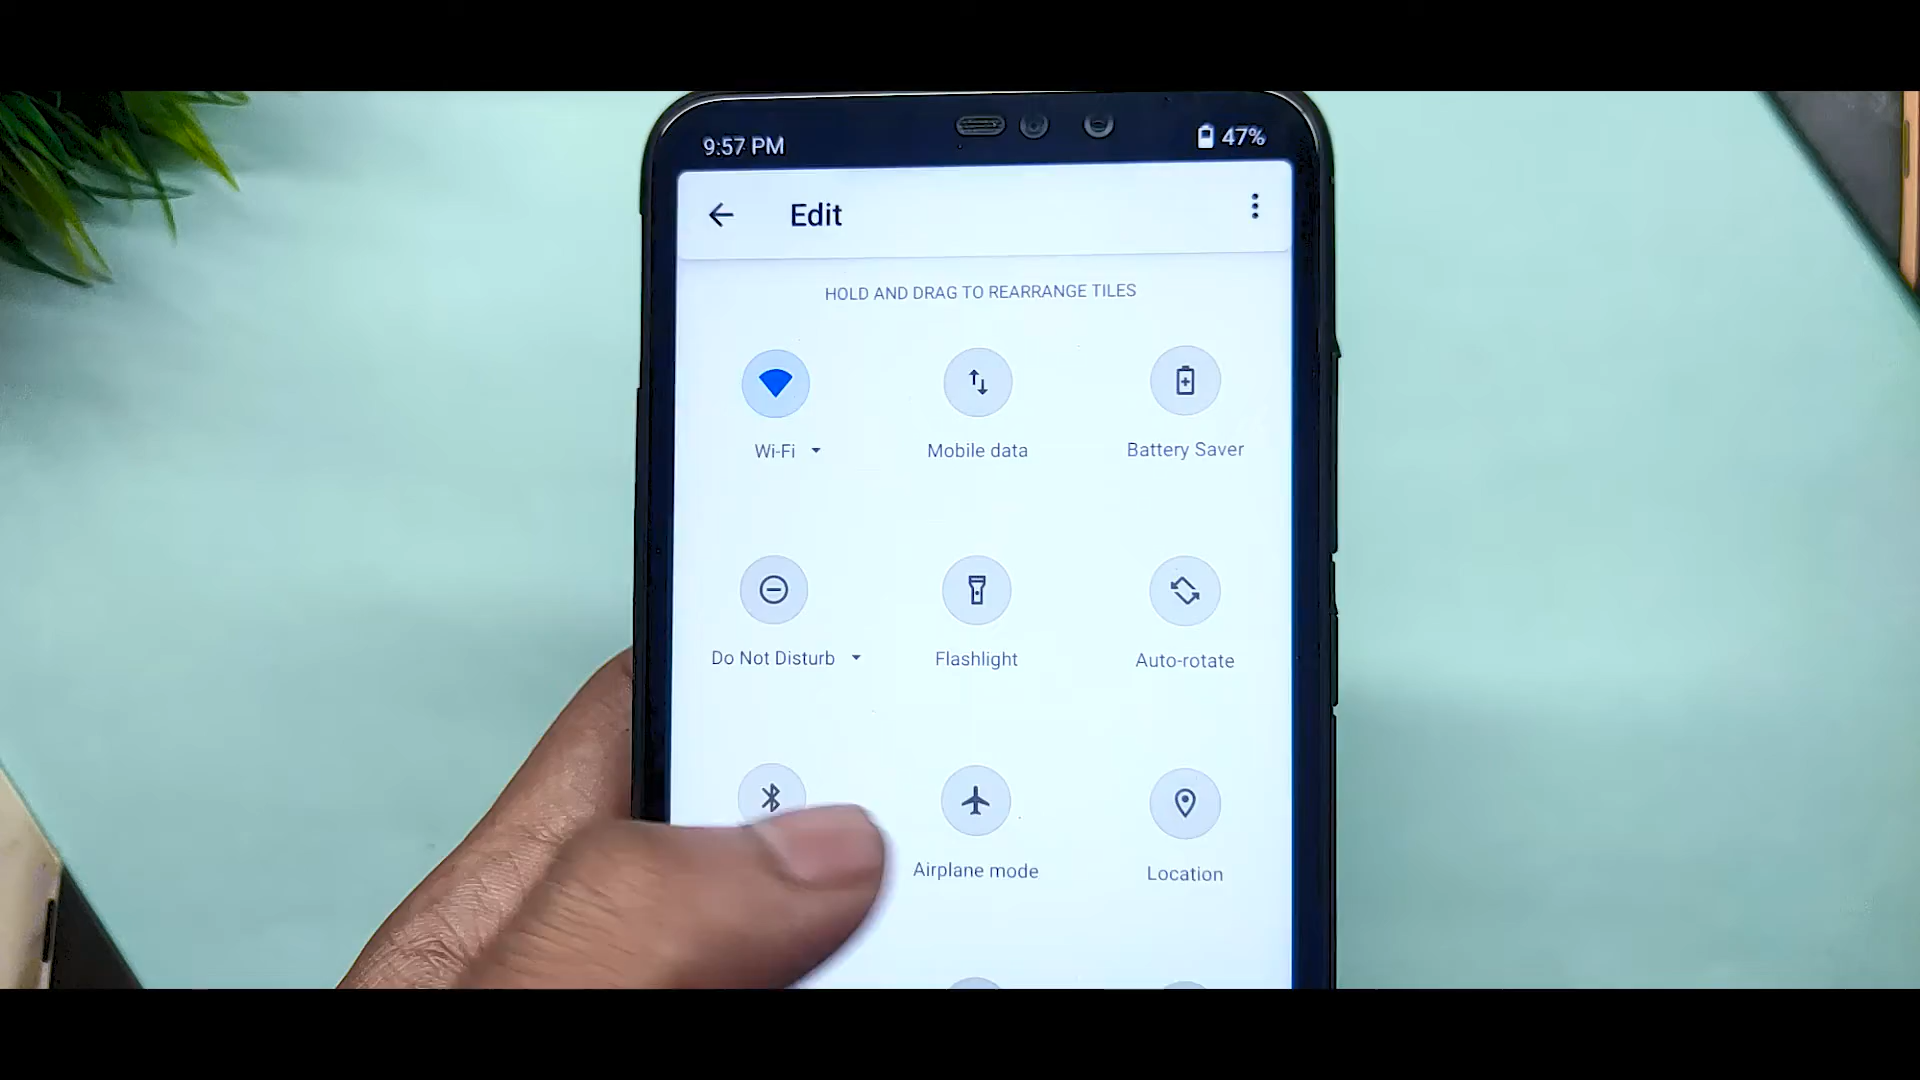 9:57 PM
47%
Edit
HOLD AND DRAG TO REARRANGE TILES
Wi-Fi
Mobile data
Battery Saver
Do Not Disturb
Flashlight
Auto-rotate
Airplane mode
Location